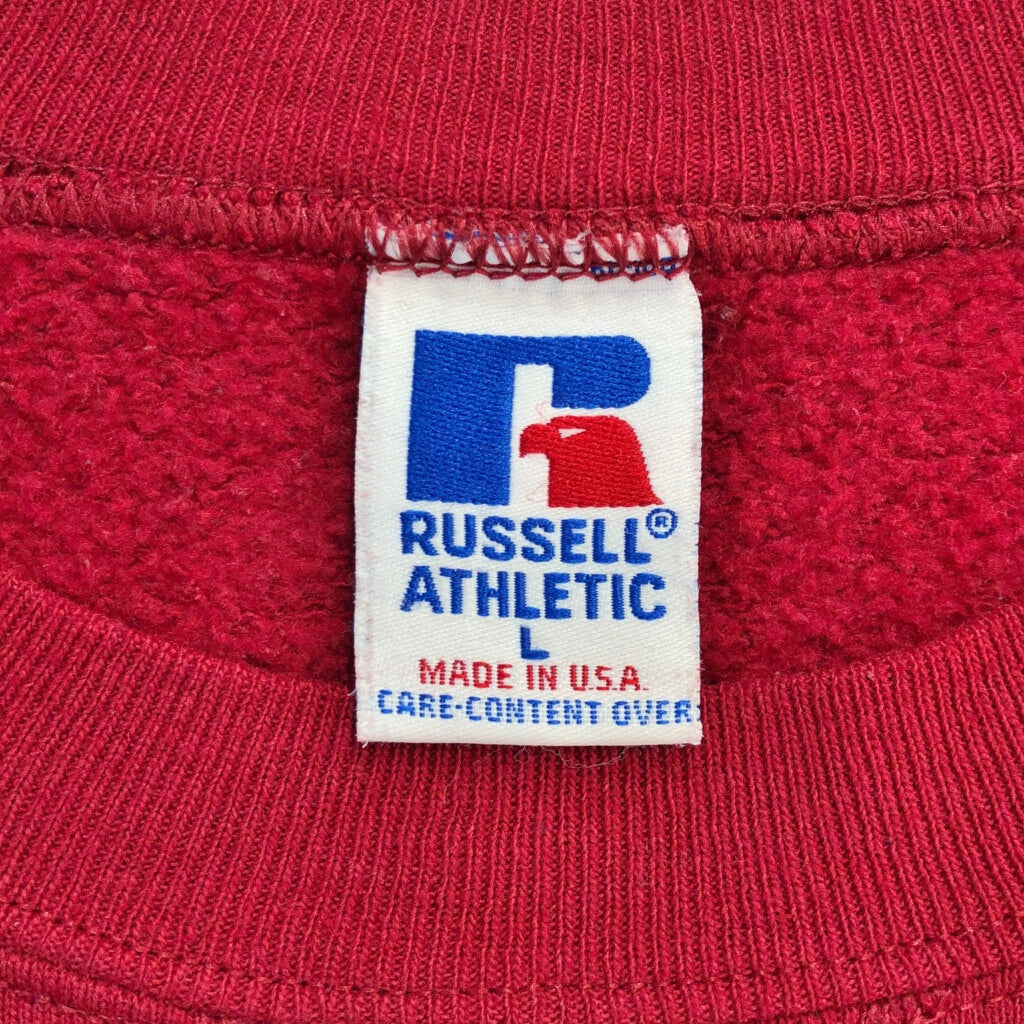 R
RUSSELL®
ATHLETIC
L
MADE IN U.S.A.
CARE-CONTENT OVER